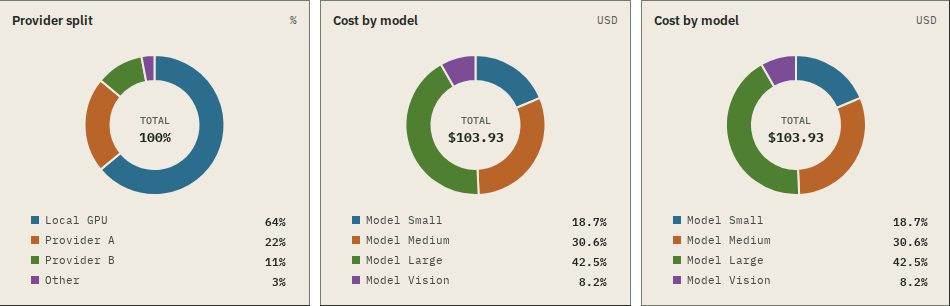 Provider split %
TOTAL
100%
Local GPU 64%
Provider A 22%
Provider B 11%
Other 3%
Cost by model USD
TOTAL
$103.93
Model Small 18.7%
Model Medium 30.6%
Model Large 42.5%
Model Vision 8.2%
Cost by model USD
TOTAL
$103.93
Model Small 18.7%
Model Medium 30.6%
Model Large 42.5%
Model Vision 8.2%